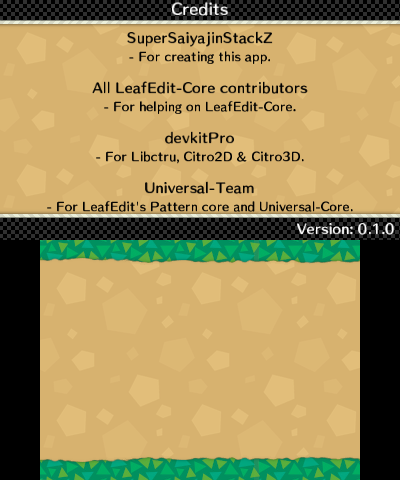 Credits
SuperSaiyajinStackZ
- For creating this app.
All LeafEdit-Core contributors
- For helping on LeafEdit-Core.
devkitPro
- For Libctru, Citro2D & Citro3D.
Universal-Team
- For LeafEdit's Pattern core and Universal-Core.
Version: 0.1.0